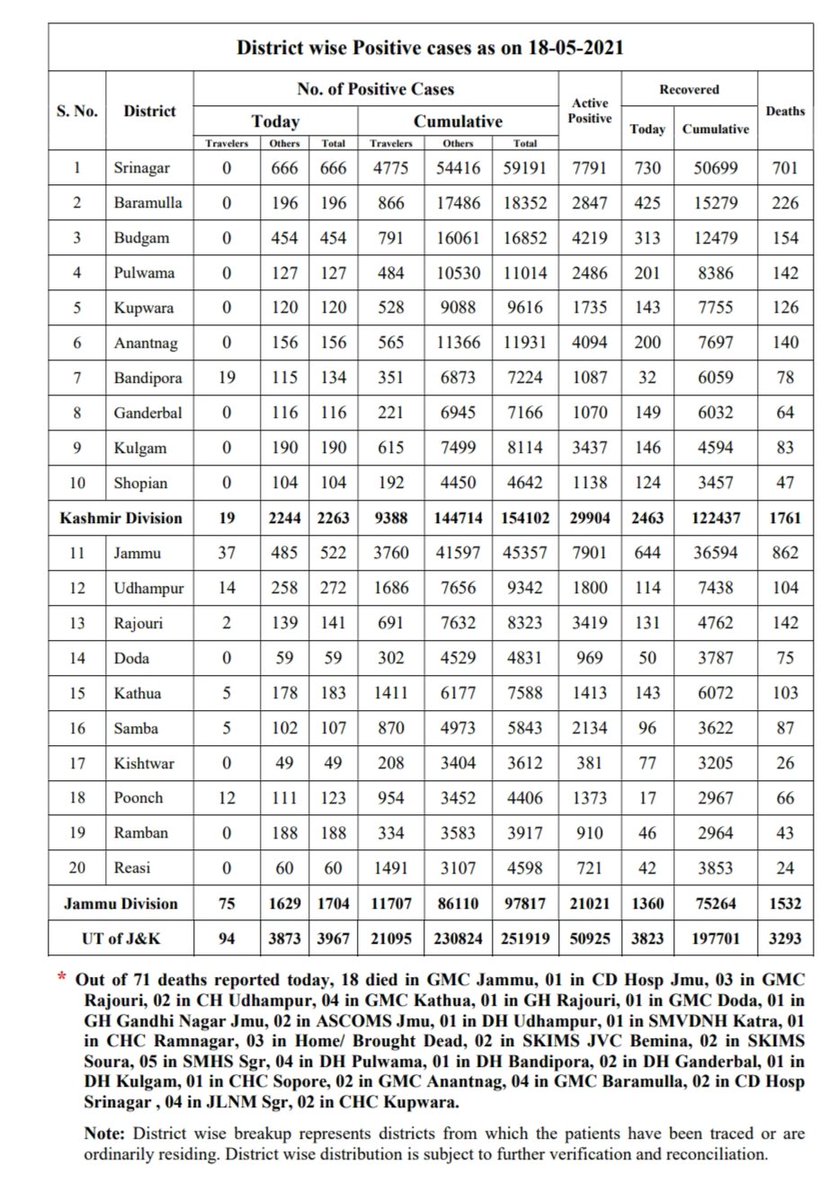 District wise Positive cases as on 18-05-2021
S. No. District No. of Positive Cases Active Positive Recovered Deaths
Today Cumulative Today Cumulative
Travelers Others Total Travelers Others Total
1 Srinagar 0 666 666 4775 54416 59191 7791 730 50699 701
2 Baramulla 0 196 196 866 17486 18352 2847 425 15279 226
3 Budgam 0 454 454 791 16061 16852 4219 313 12479 154
4 Pulwama 0 127 127 484 10530 11014 2486 201 8386 142
5 Kupwara 0 120 120 528 9088 9616 1735 143 7755 126
6 Anantnag 0 156 156 565 11366 11931 4094 200 7697 140
7 Bandipora 19 115 134 351 6873 7224 1087 32 6059 78
8 Ganderbal 0 116 116 221 6945 7166 1070 149 6032 64
9 Kulgam 0 190 190 615 7499 8114 3437 146 4594 83
10 Shopian 0 104 104 192 4450 4642 1138 124 3457 47
Kashmir Division 19 2244 2263 9388 144714 154102 29904 2463 122437 1761
11 Jammu 37 485 522 3760 41597 45357 7901 644 36594 862
12 Udhampur 14 258 272 1686 7656 9342 1800 114 7438 104
13 Rajouri 2 139 141 691 7632 8323 3419 131 4762 142
14 Doda 0 59 59 302 4529 4831 969 50 3787 75
15 Kathua 5 178 183 1411 6177 7588 1413 143 6072 103
16 Samba 5 102 107 870 4973 5843 2134 96 3622 87
17 Kishtwar 0 49 49 208 3404 3612 381 77 3205 26
18 Poonch 12 111 123 954 3452 4406 1373 17 2967 66
19 Ramban 0 188 188 334 3583 3917 910 46 2964 43
20 Reasi 0 60 60 1491 3107 4598 721 42 3853 24
Jammu Division 75 1629 1704 11707 86110 97817 21021 1360 75264 1532
UT of J&K 94 3873 3967 21095 230824 251919 50925 3823 197701 3293
* Out of 71 deaths reported today, 18 died in GMC Jammu, 01 in CD Hosp Jmu, 03 in GMC
Rajouri, 02 in CH Udhampur, 04 in GMC Kathua, 01 in GH Rajouri, 01 in GMC Doda, 01 in
GH Gandhi Nagar Jmu, 02 in ASCOMS Jmu, 01 in DH Udhampur, 01 in SMVDNH Katra, 01
in CHC Ramnagar, 03 in Home/ Brought Dead, 02 in SKIMS JVC Bemina, 02 in SKIMS
Soura, 05 in SMHS Sgr, 04 in DH Pulwama, 01 in DH Bandipora, 02 in DH Ganderbal, 01 in
DH Kulgam, 01 in CHC Sopore, 02 in GMC Anantnag, 04 in GMC Baramulla, 02 in CD Hosp
Srinagar , 04 in JLNM Sgr, 02 in CHC Kupwara.
Note: District wise breakup represents districts from which the patients have been traced or are
ordinarily residing. District wise distribution is subject to further verification and reconciliation.